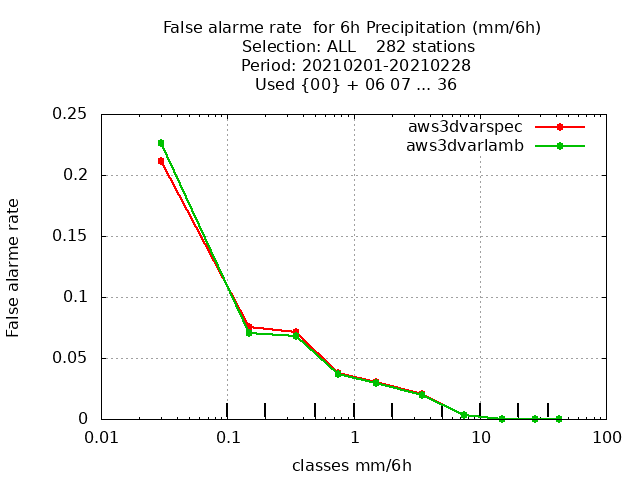 False alarme rate  for 6h Precipitation (mm/6h)
Selection: ALL    282 stations
Period: 20210201-20210228
Used {00} + 06 07 ... 36
aws3dvarspec
aws3dvarlamb
False alarme rate
0.25
0.2
0.15
0.1
0.05
0
0.01 0.1 1 10 100
classes mm/6h